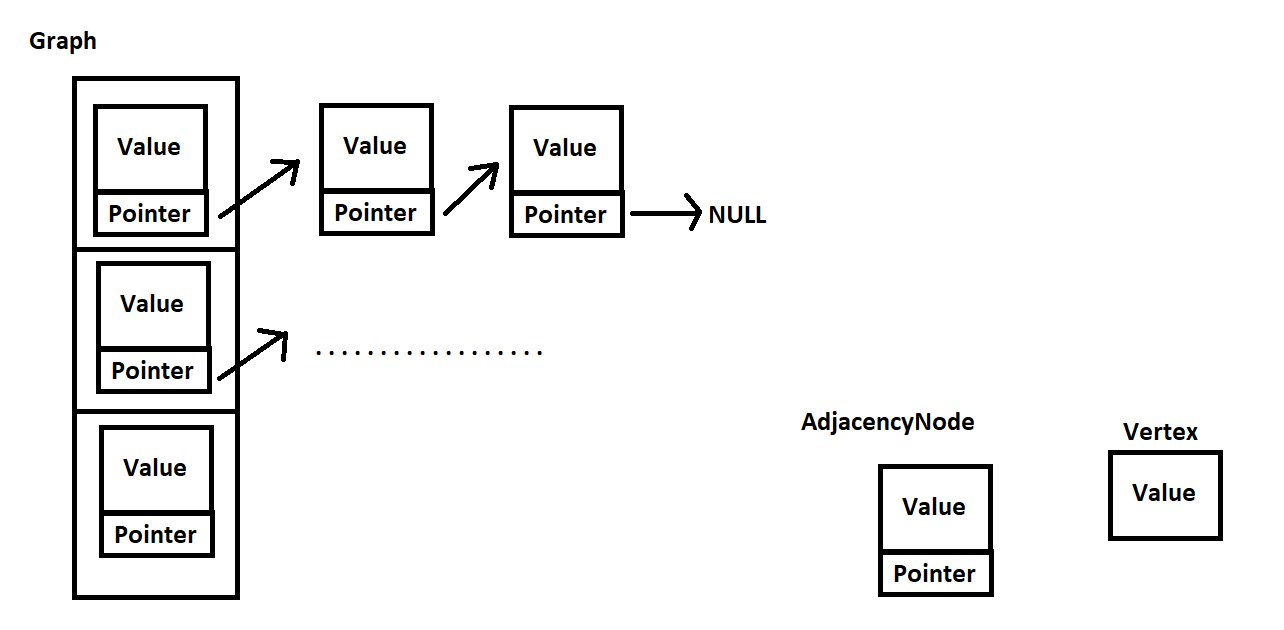 Graph
Value
Value
Value
Pointer
Pointer
Pointer
NULL
Value
Pointer
..................
Value
Pointer
AdjacencyNode
Value
Pointer
Vertex
Value